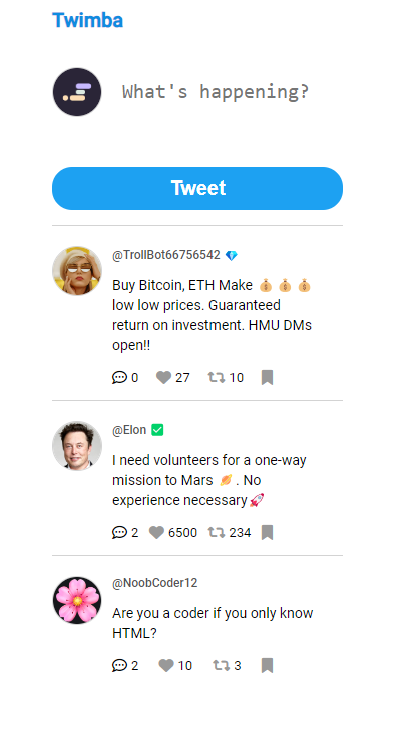 Twimba
What's happening?
Tweet
@TrollBot66756542 💎
Buy Bitcoin, ETH Make 💰💰💰
low low prices. Guaranteed
return on investment. HMU DMs
open!!
0 27 10
@Elon ✅
I need volunteers for a one-way
mission to Mars 🪐. No
experience necessary🚀
2 6500 234
@NoobCoder12
Are you a coder if you only know
HTML?
2 10 3